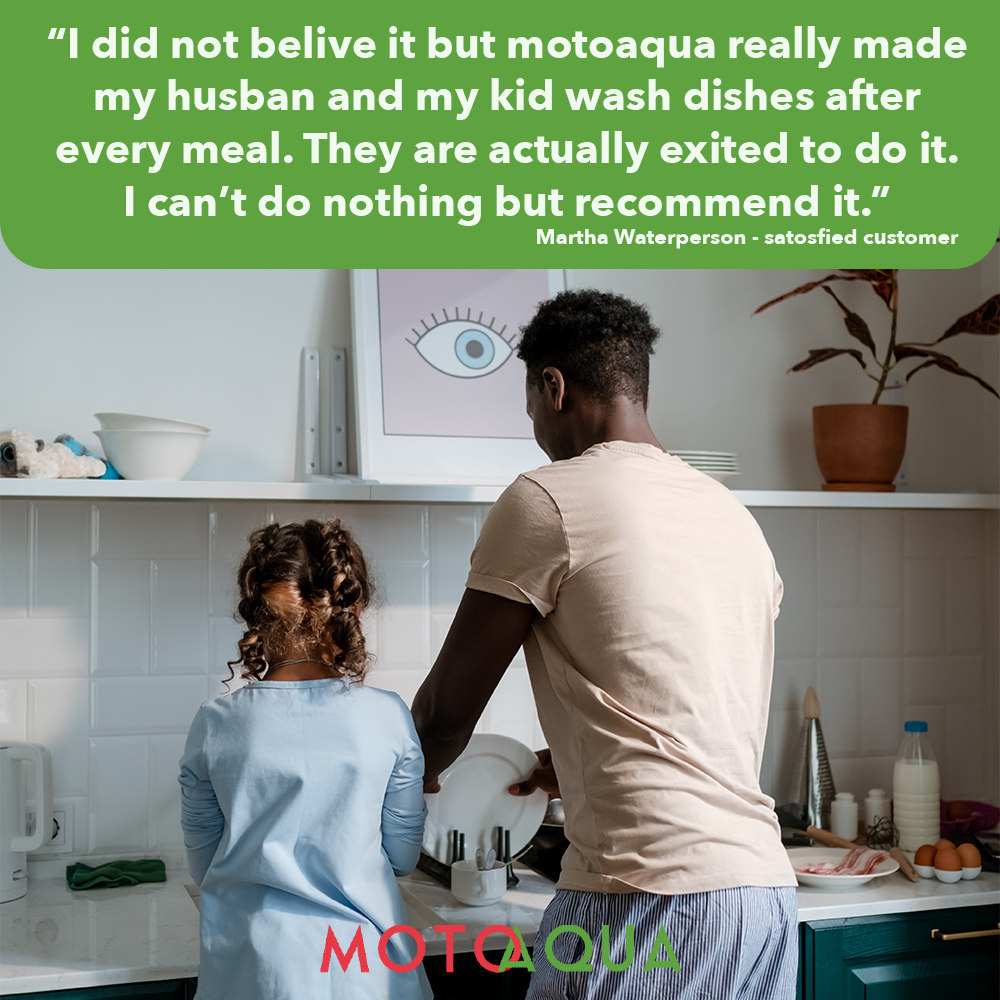 “I did not belive it but motoaqua really made
my husban and my kid wash dishes after
every meal. They are actually exited to do it.
I can’t do nothing but recommend it.”
Martha Waterperson - satosfied customer
MOTOAQUA